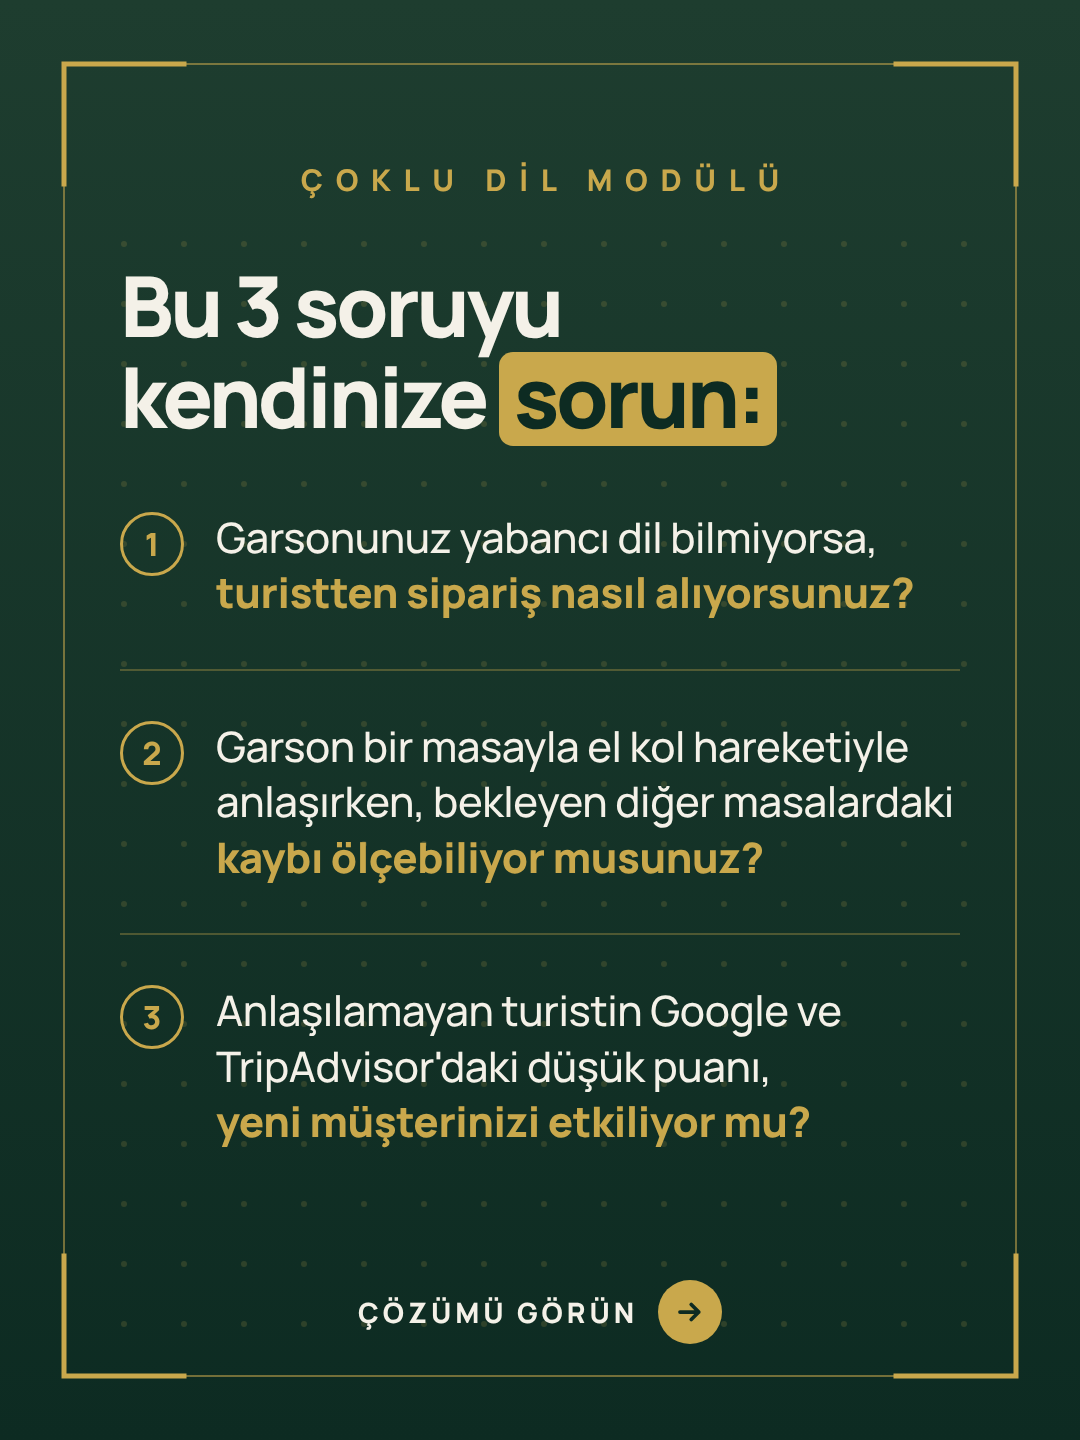 ÇOKLU DİL MODÜLÜ
Bu 3 soruyu
kendinize sorun:
1 Garsonunuz yabancı dil bilmiyorsa,
turistten sipariş nasıl alıyorsunuz?
2 Garson bir masayla el kol hareketiyle
anlaşırken, bekleyen diğer masalardaki
kaybı ölçebiliyor musunuz?
3 Anlaşılamayan turistin Google ve
TripAdvisor'daki düşük puanı,
yeni müşterinizi etkiliyor mu?
ÇÖZÜMÜ GÖRÜN →